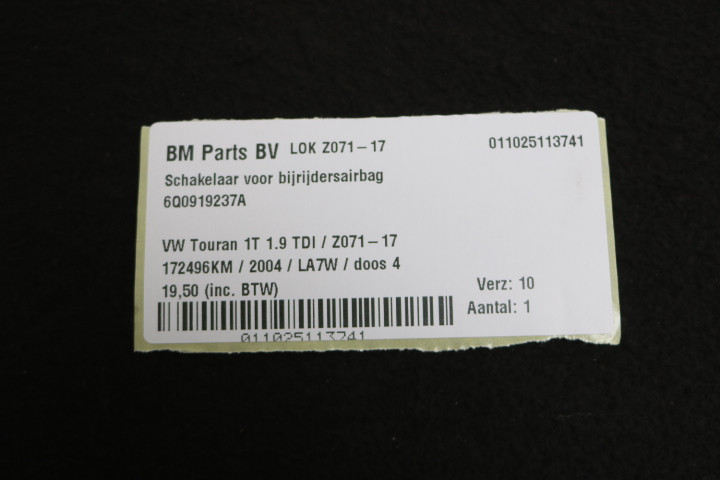 BM Parts BV LOK Z071-17 011025113741
Schakelaar voor bijrijdersairbag
6Q0919237A
VW Touran 1T 1.9 TDI / Z071-17
172496KM / 2004 / LA7W / doos 4
19,50 (inc. BTW) Verz: 10
Aantal: 1
011025113741